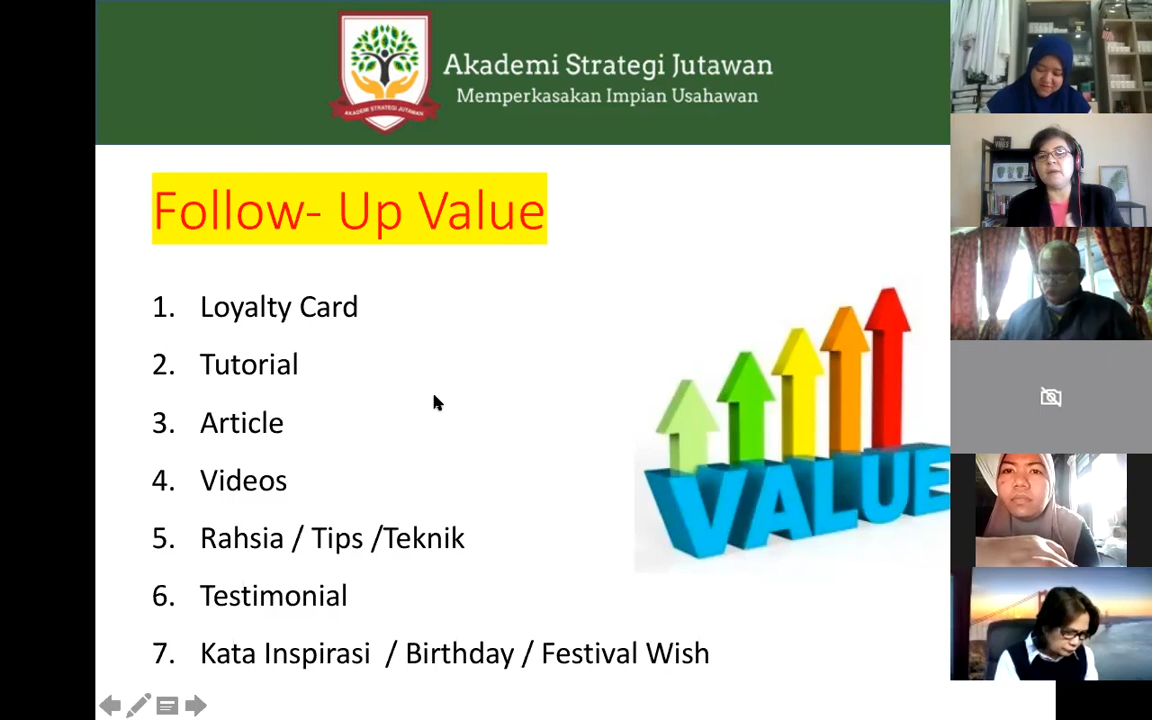 Akademi Strategi Jutawan
Memperkasakan Impian Usahawan
AKADEMI STRATEGI JUTAWAN
Follow- Up Value
1. Loyalty Card
2. Tutorial
3. Article
4. Videos
5. Rahsia / Tips /Teknik
6. Testimonial
7. Kata Inspirasi / Birthday / Festival Wish
VALUE